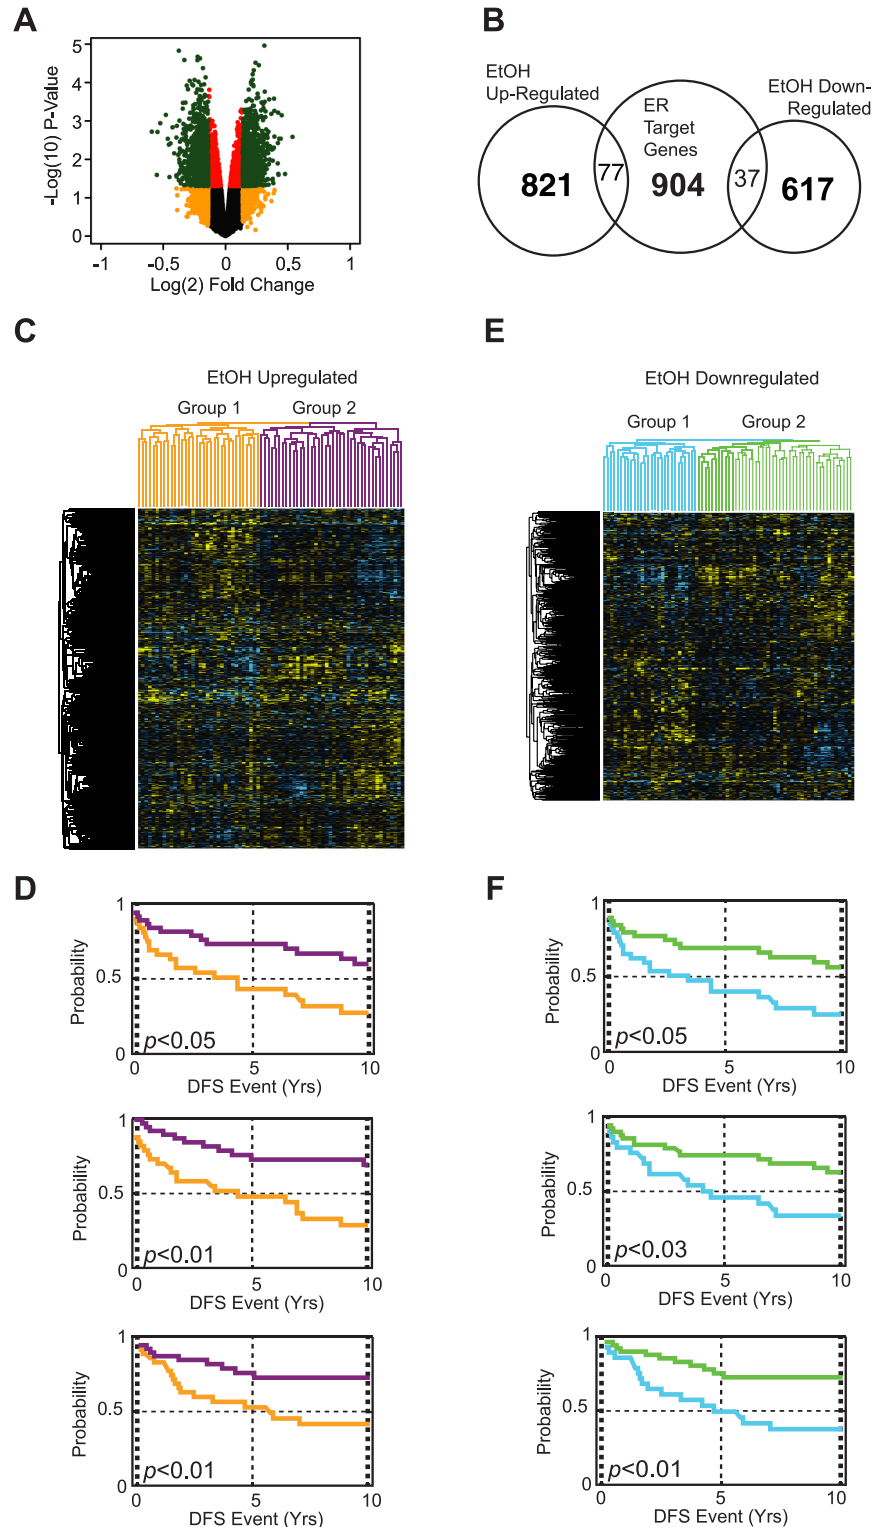 A
5
4
3
2
1
0
-Log(10) P-Value
-1
-0.5
0
0.5
1
Log(2) Fold Change
B
EtOH
Up-Regulated
ER
Target
Genes
EtOH Down-
Regulated
821
77
904
37
617
C
EtOH Upregulated
Group 1
Group 2
E
EtOH Downregulated
Group 1
Group 2
D
1
0.5
1
Probability
p<0.05
0
5
10
DFS Event (Yrs)
1
0.5
1
Probability
p<0.01
0
5
10
DFS Event (Yrs)
1
0.5
0
Probability
p<0.01
0
5
10
DFS Event (Yrs)
F
1
0.5
1
Probability
p<0.05
0
5
10
DFS Event (Yrs)
1
0.5
1
Probability
p<0.03
0
5
10
DFS Event (Yrs)
1
0.5
0
Probability
p<0.01
0
5
10
DFS Event (Yrs)